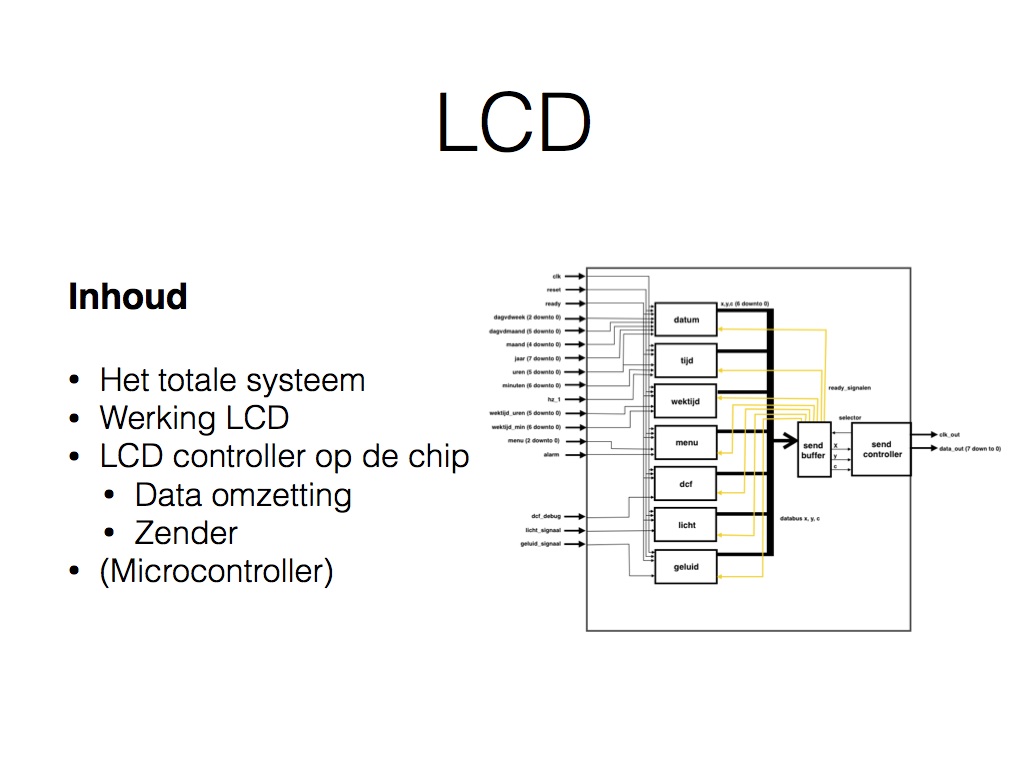 LCD
Inhoud
• Het totale systeem
• Werking LCD
• LCD controller op de chip
• Data omzetting
• Zender
• (Microcontroller)
clk
reset
ready
dagvdweek (2 downto 0)
dagvdmaand (5 downto 0)
maand (4 downto 0)
jaar (7 downto 0)
uren (5 downto 0)
minuten (6 downto 0)
hz_1
wektijd_uren (5 downto 0)
wektijd_min (6 downto 0)
menu (2 downto 0)
alarm
dcf_debug
licht_signaal
geluid_signaal
x,y,c (6 downto 0)
datum
tijd
wektijd
menu
dcf
licht
geluid
ready_signalen
selector
send
buffer
x
y
c
send
controller
clk_out
data_out (7 down to 0)
databus x, y, c